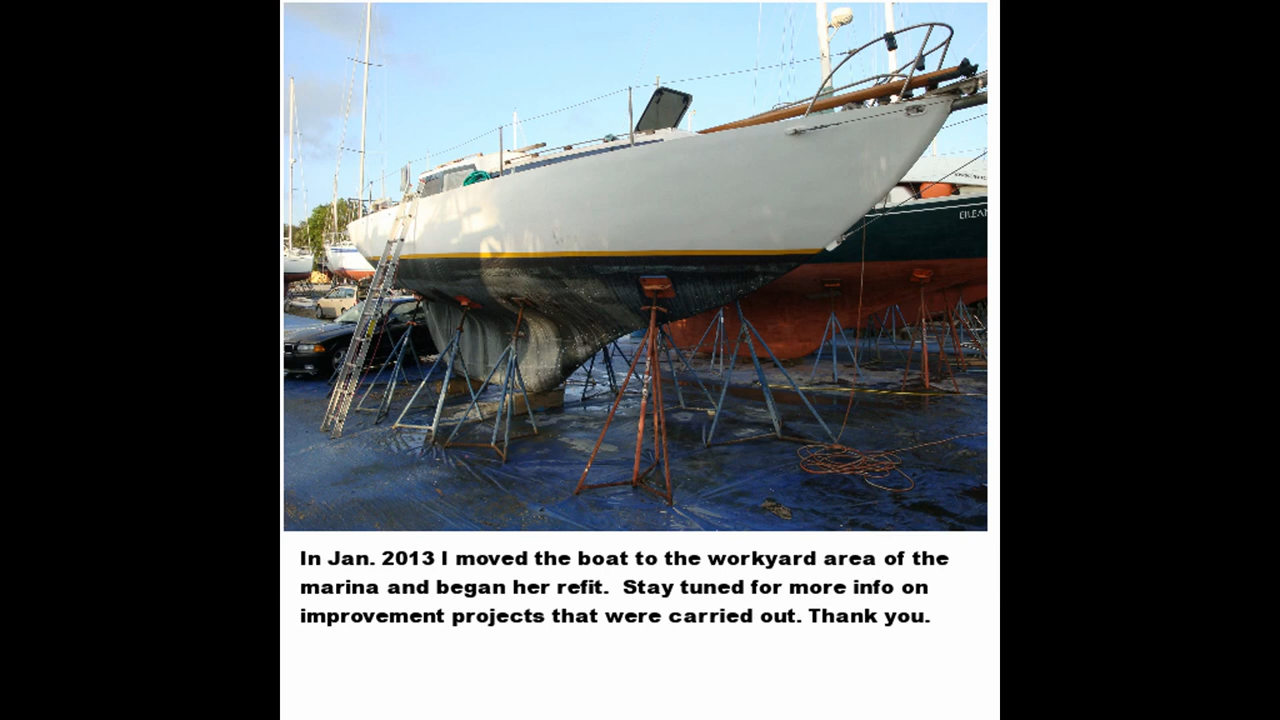 EILEAN
In Jan. 2013 I moved the boat to the workyard area of the
marina and began her refit.  Stay tuned for more info on
improvement projects that were carried out. Thank you.